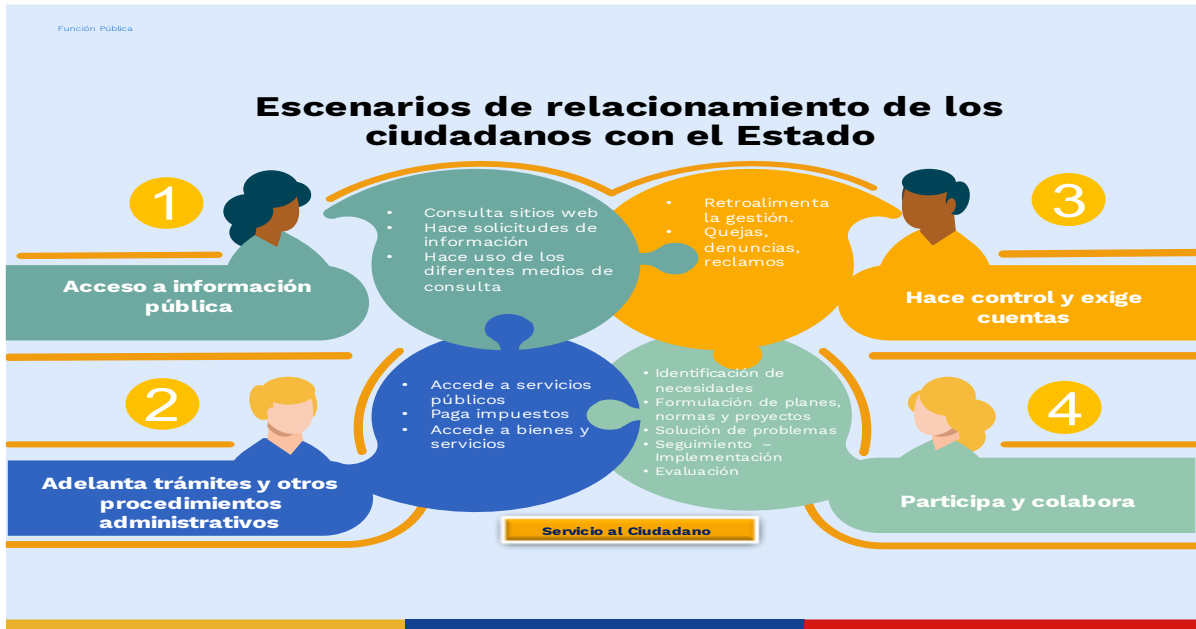 Función Pública
Escenarios de relacionamiento de los
ciudadanos con el Estado
1
Acceso a información
pública
• Consulta sitios web
• Hace solicitudes de
información
• Hace uso de los
diferentes medios de
consulta
2
Adelanta trámites y otros
procedimientos
administrativos
• Accede a servicios
públicos
• Paga impuestos
• Accede a bienes y
servicios
3
Hace control y exige
cuentas
• Retroalimenta
la gestión.
• Quejas,
denuncias,
reclamos
4
Participa y colabora
• Identificación de
necesidades
• Formulación de planes,
normas y proyectos
• Solución de problemas
• Seguimiento –
Implementación
• Evaluación
Servicio al Ciudadano